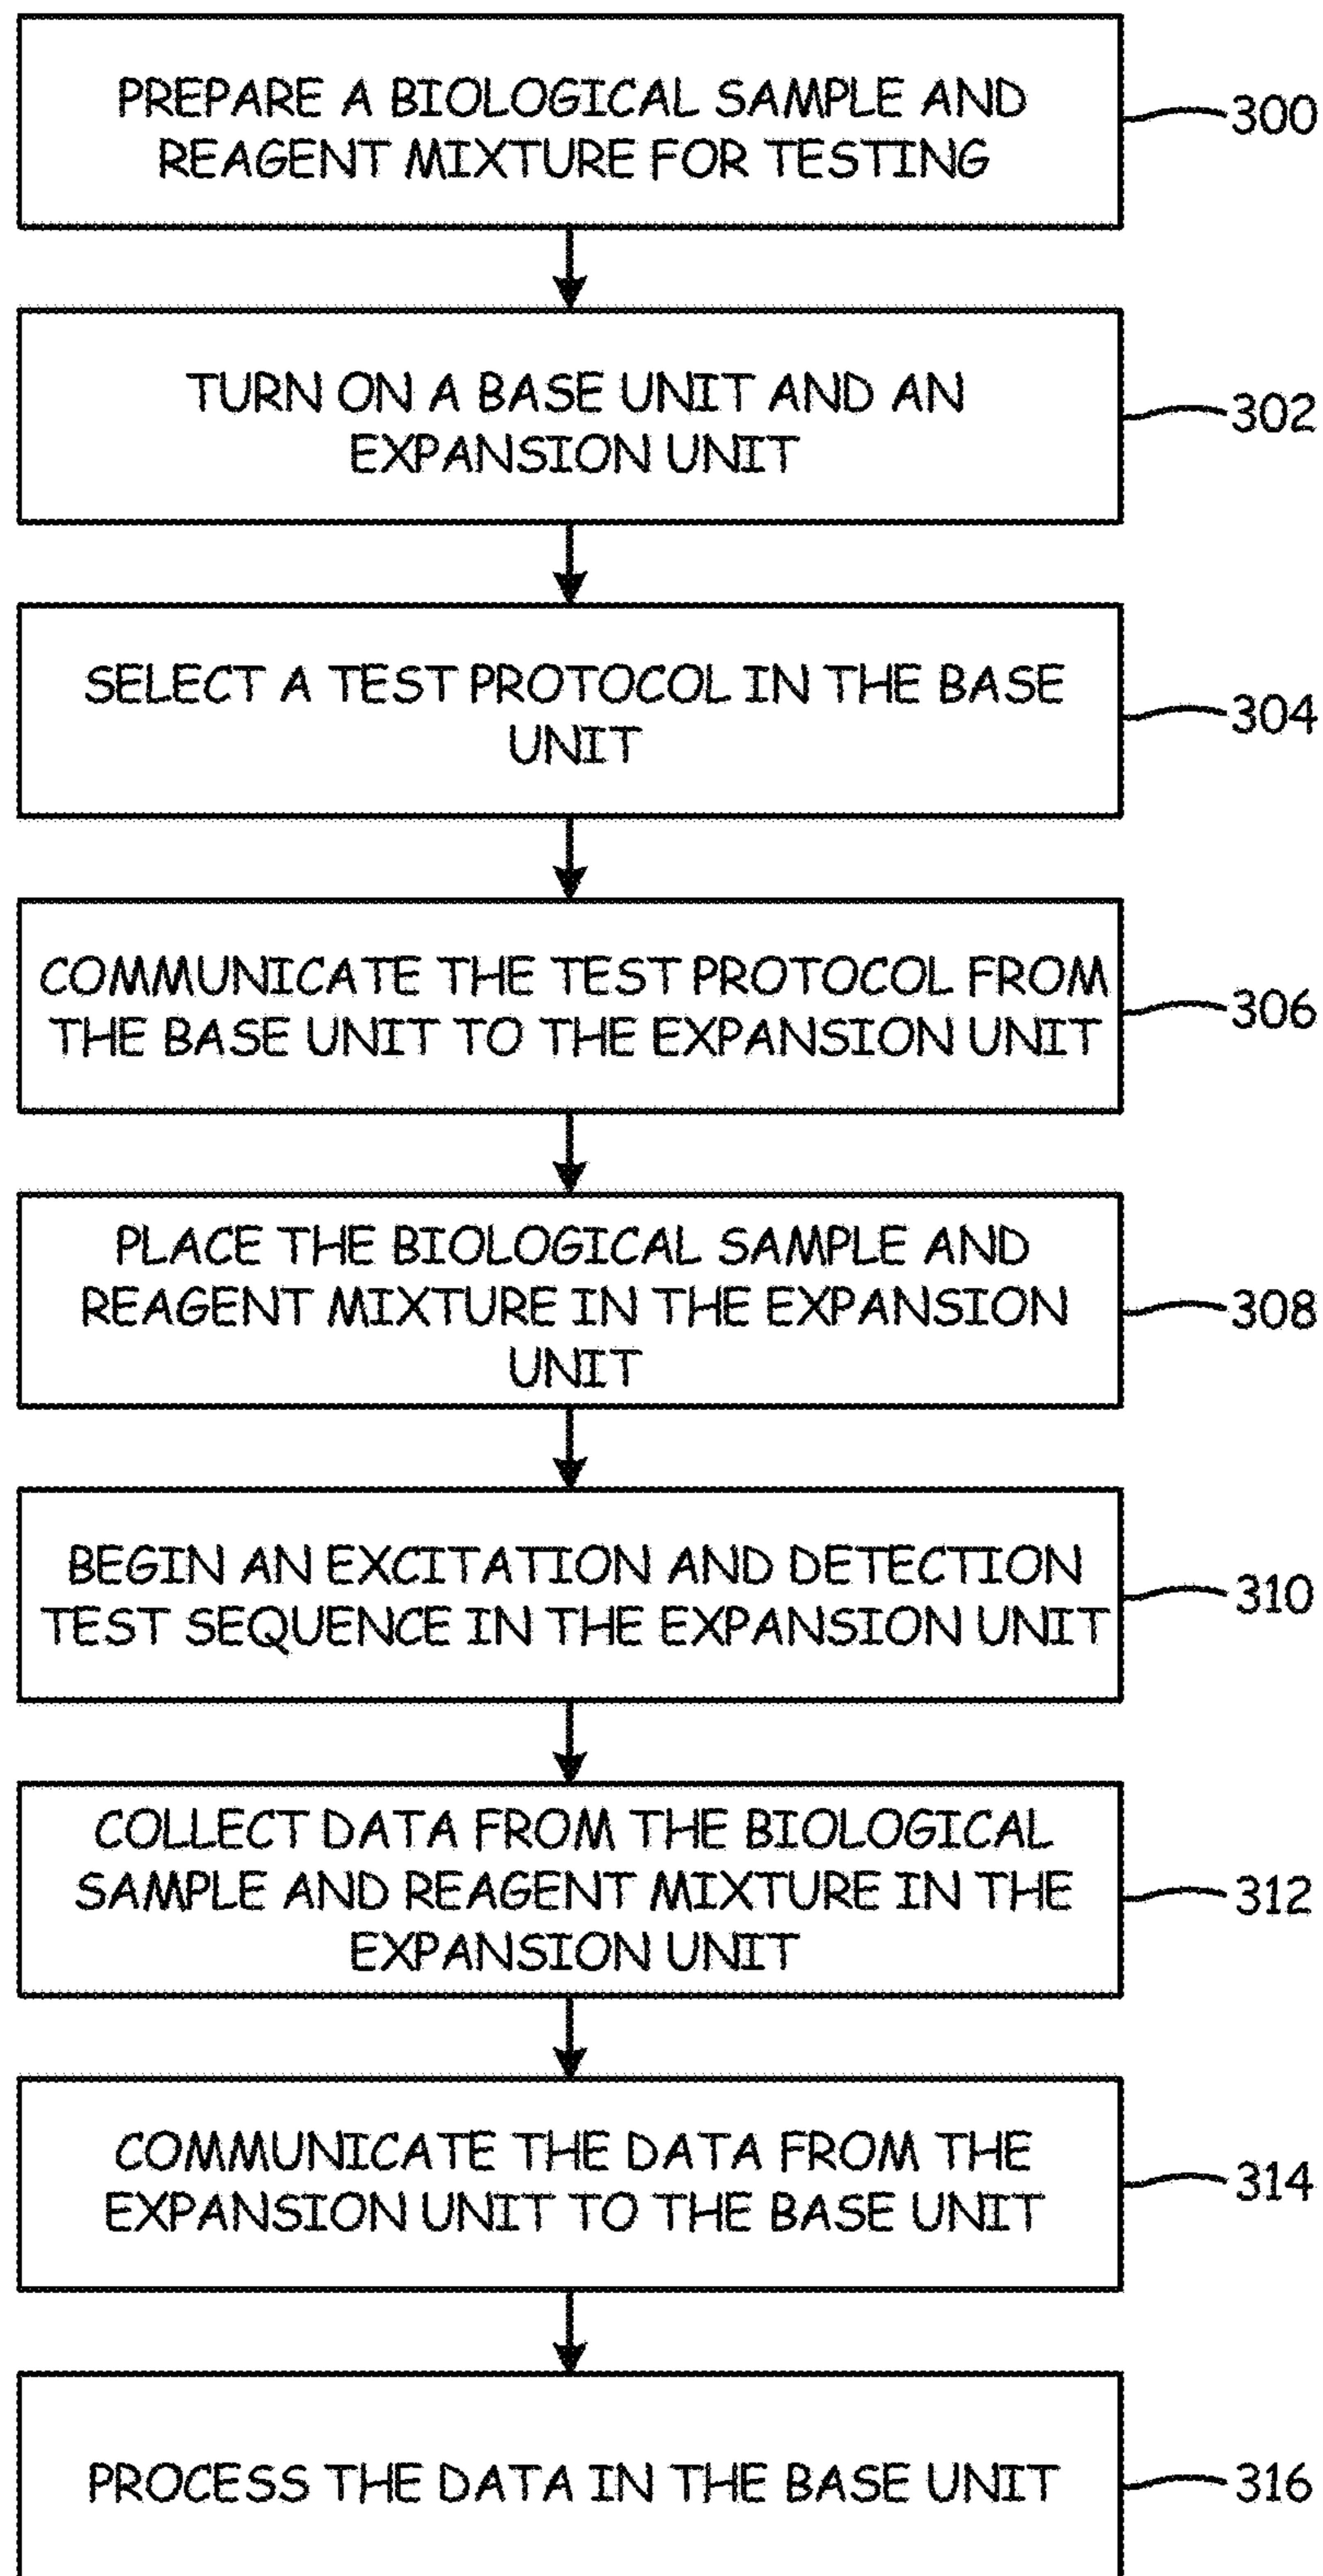 PREPARE A BIOLOGICAL SAMPLE AND
REAGENT MIXTURE FOR TESTING
300
TURN ON A BASE UNIT AND AN
EXPANSION UNIT
302
SELECT A TEST PROTOCOL IN THE BASE
UNIT
304
COMMUNICATE THE TEST PROTOCOL FROM
THE BASE UNIT TO THE EXPANSION UNIT
306
PLACE THE BIOLOGICAL SAMPLE AND
REAGENT MIXTURE IN THE EXPANSION
UNIT
308
BEGIN AN EXCITATION AND DETECTION
TEST SEQUENCE IN THE EXPANSION UNIT
310
COLLECT DATA FROM THE BIOLOGICAL
SAMPLE AND REAGENT MIXTURE IN THE
EXPANSION UNIT
312
COMMUNICATE THE DATA FROM THE
EXPANSION UNIT TO THE BASE UNIT
314
PROCESS THE DATA IN THE BASE UNIT
316